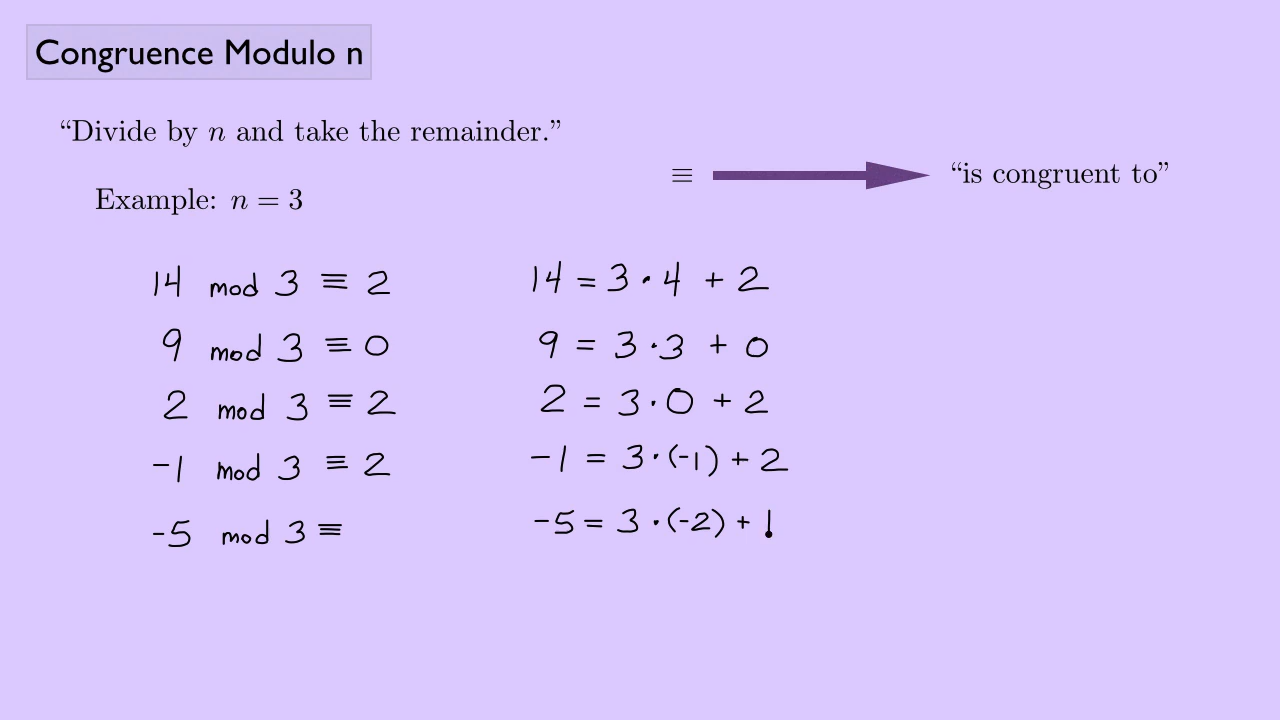 Congruence Modulo n
“Divide by n and take the remainder.”
≡ “is congruent to”
Example: n = 3
14 mod 3 ≡ 2 14 = 3 · 4 + 2
9 mod 3 ≡ 0 9 = 3 · 3 + 0
2 mod 3 ≡ 2 2 = 3 · 0 + 2
-1 mod 3 ≡ 2 -1 = 3 · (-1) + 2
-5 mod 3 ≡ -5 = 3 · (-2) + 1